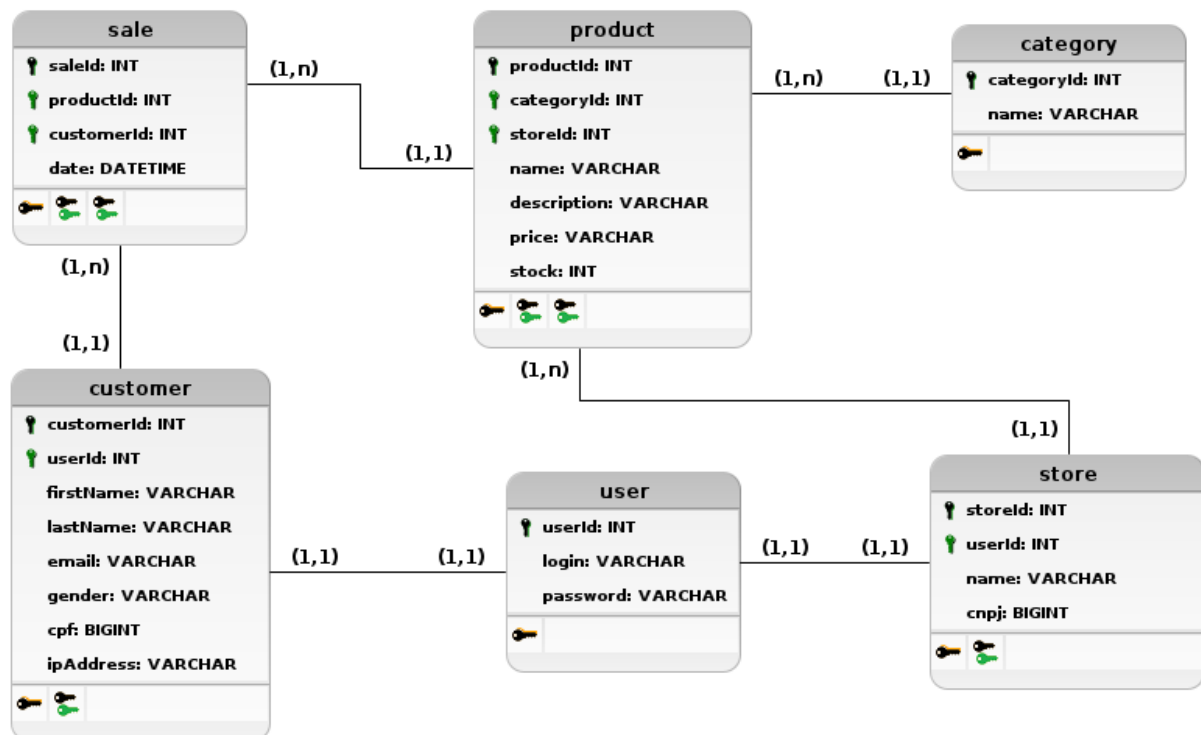 sale
saleId: INT
productId: INT
customerId: INT
date: DATETIME
(1,n)
(1,1)
product
productId: INT
categoryId: INT
storeId: INT
name: VARCHAR
description: VARCHAR
price: VARCHAR
stock: INT
(1,n)
(1,1)
category
categoryId: INT
name: VARCHAR
(1,n)
(1,1)
customer
customerId: INT
userId: INT
firstName: VARCHAR
lastName: VARCHAR
email: VARCHAR
gender: VARCHAR
cpf: BIGINT
ipAddress: VARCHAR
(1,1)
(1,1)
user
userId: INT
login: VARCHAR
password: VARCHAR
(1,1)
(1,1)
(1,n)
(1,1)
store
storeId: INT
userId: INT
name: VARCHAR
cnpj: BIGINT